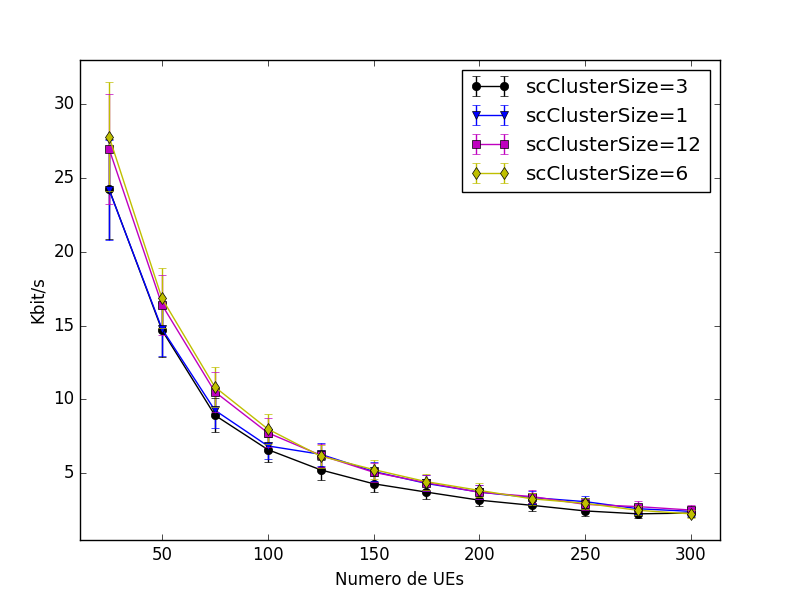 scClusterSize=3
scClusterSize=1
scClusterSize=12
scClusterSize=6
30
25
20
15
10
5
Kbit/s
50 100 150 200 250 300
Numero de UEs